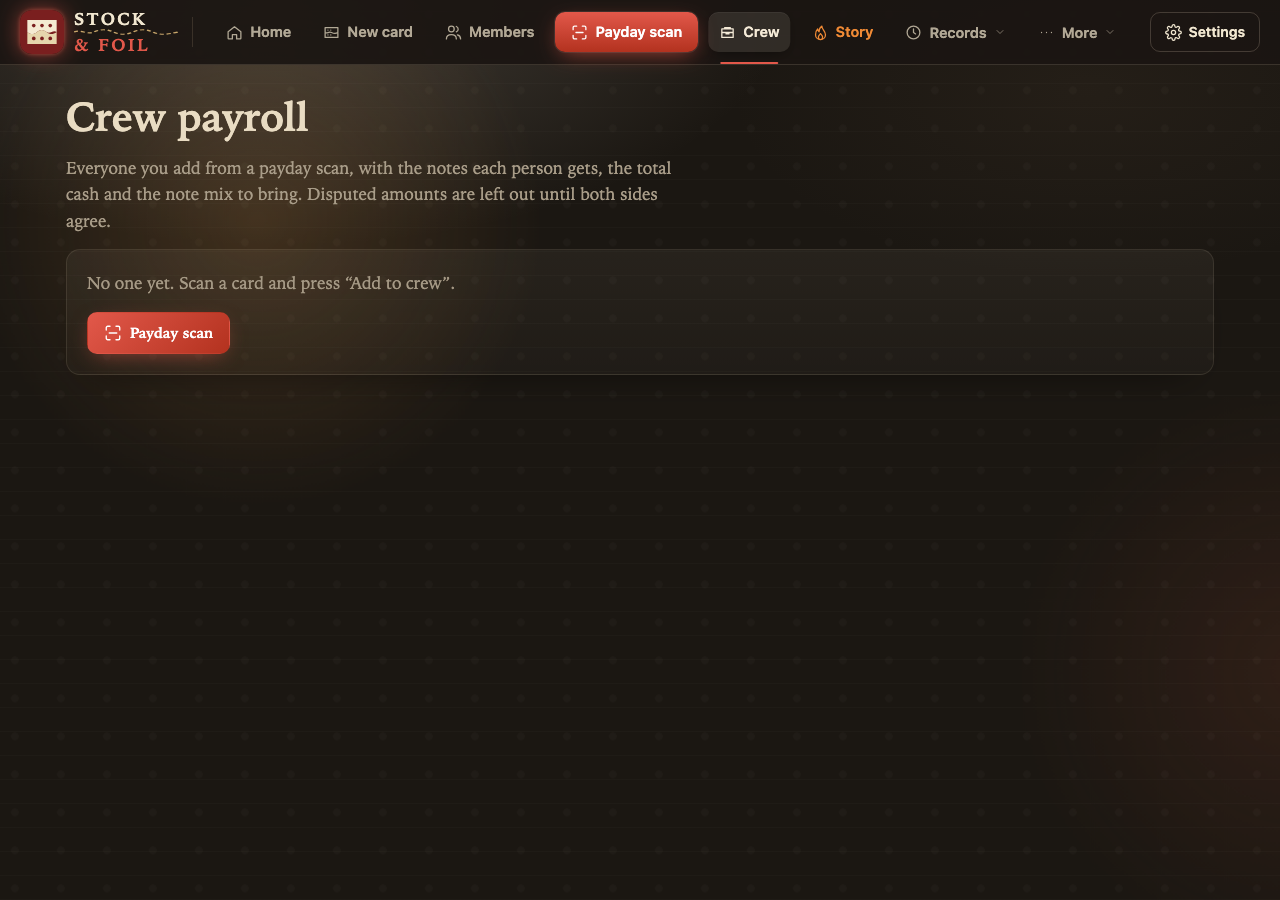 STOCK
& FOIL
Home
New card
Members
Payday scan
Crew
Story
Records
More
Settings
Crew payroll
Everyone you add from a payday scan, with the notes each person gets, the total
cash and the note mix to bring. Disputed amounts are left out until both sides
agree.
No one yet. Scan a card and press “Add to crew”.
Payday scan